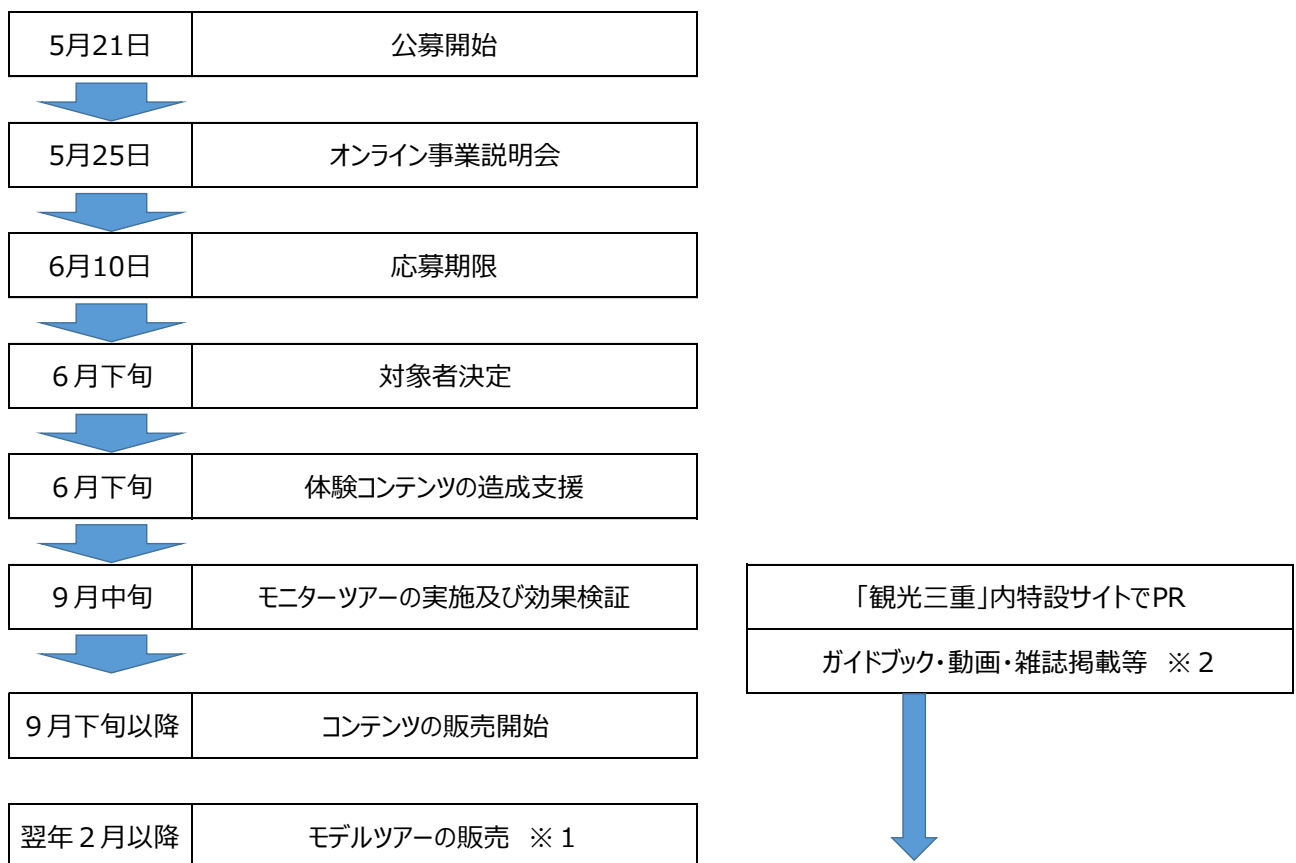 5月21日 公募開始
5月25日 オンライン事業説明会
6月10日 応募期限
６月下旬 対象者決定
６月下旬 体験コンテンツの造成支援
９月中旬 モニターツアーの実施及び効果検証
「観光三重」内特設サイトでPR
ガイドブック・動画・雑誌掲載等 ※２
９月下旬以降 コンテンツの販売開始
翌年２月以降 モデルツアーの販売 ※１